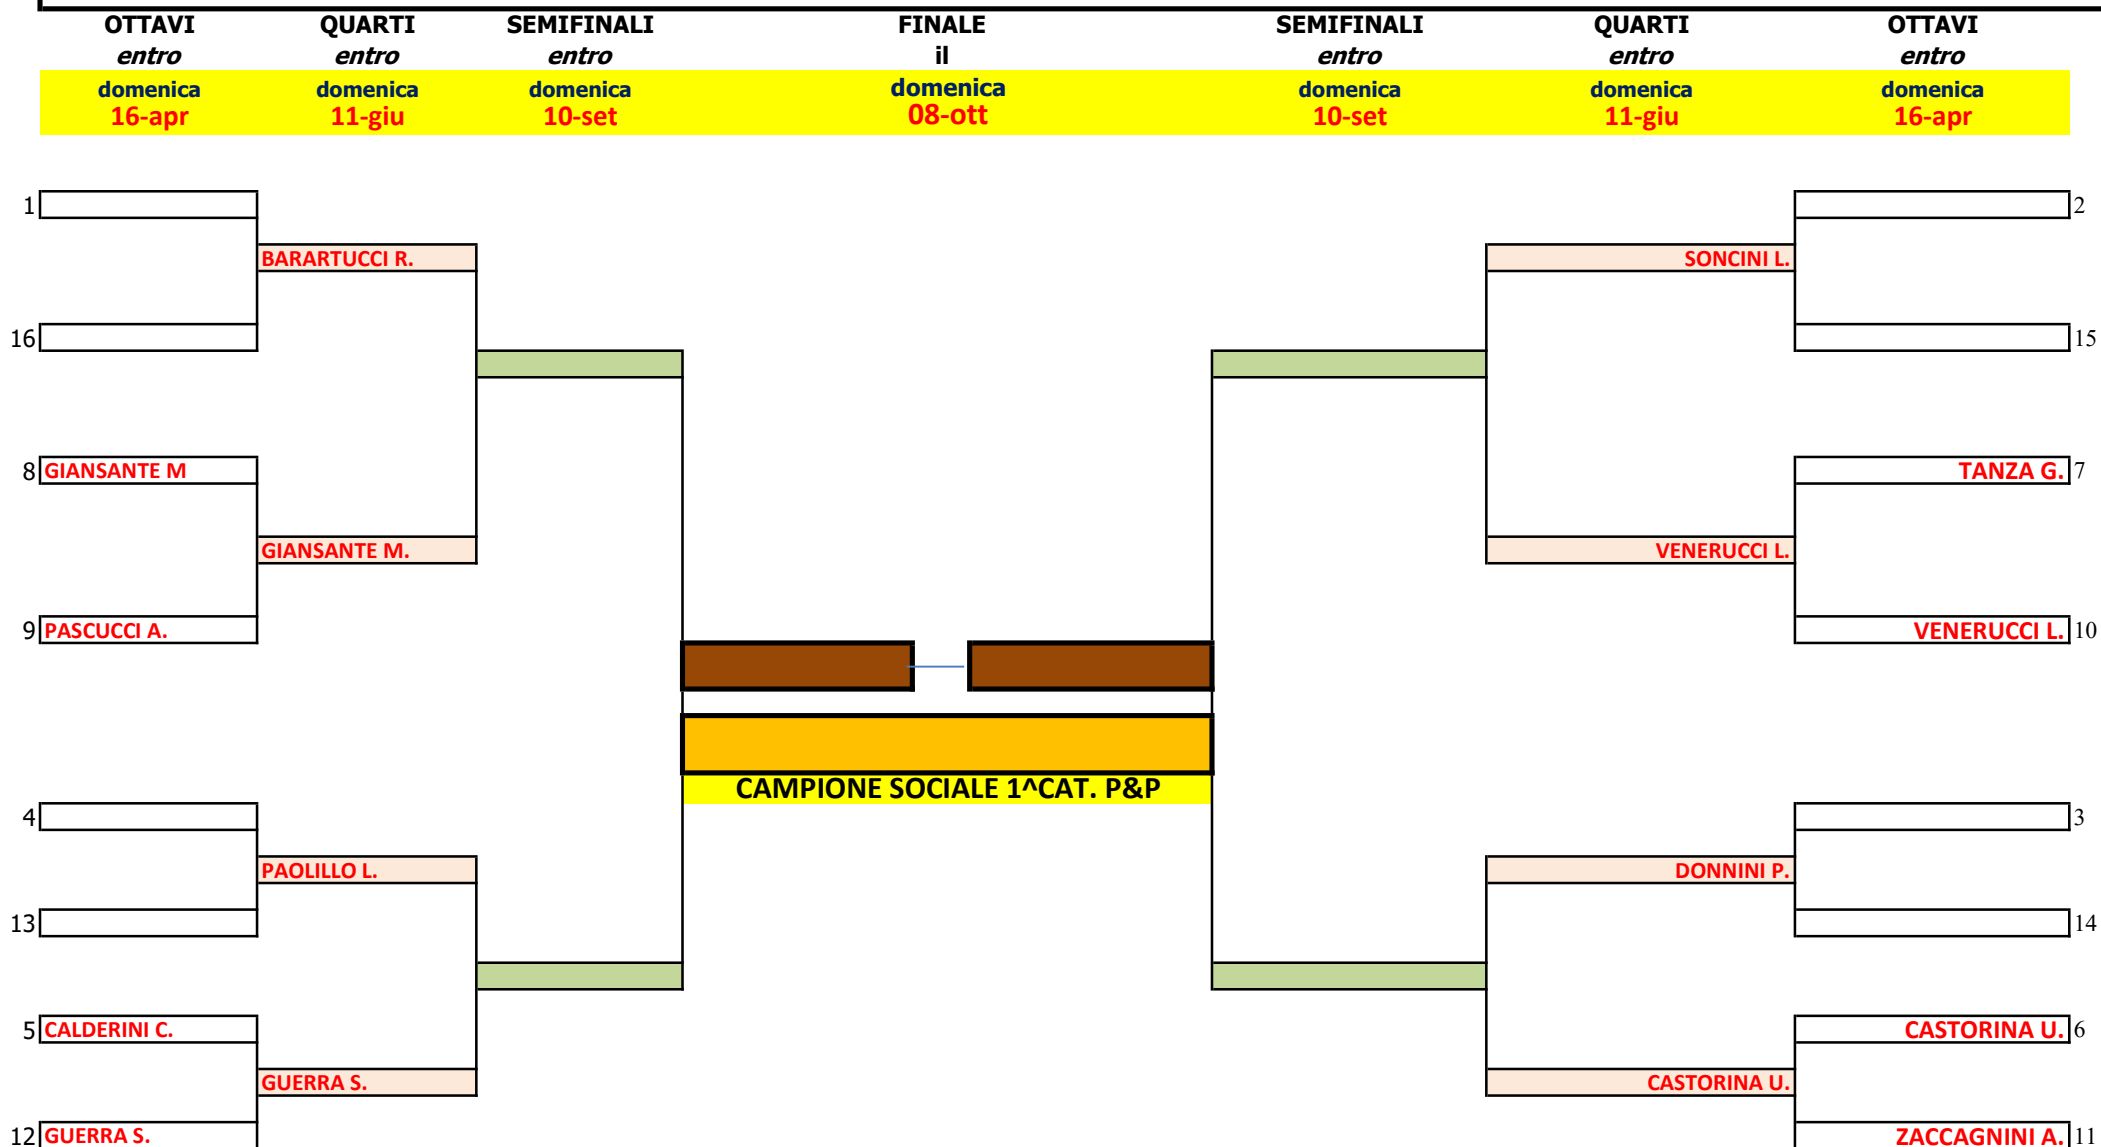 OTTAVI QUARTI SEMIFINALI FINALE SEMIFINALI QUARTI OTTAVI
entro entro entro il entro entro entro
domenica domenica domenica domenica domenica domenica domenica
16-apr 11-giu 10-set 08-ott 10-set 11-giu 16-apr
1 2
BARARTUCCI R. SONCINI L.
16 15
8 GIANSANTE M TANZA G. 7
GIANSANTE M. VENERUCCI L.
9 PASCUCCI A. VENERUCCI L. 10
CAMPIONE SOCIALE 1^CAT. P&P
4 3
PAOLILLO L. DONNINI P.
13 14
5 CALDERINI C. CASTORINA U. 6
GUERRA S. CASTORINA U.
12 GUERRA S. ZACCAGNINI A. 11